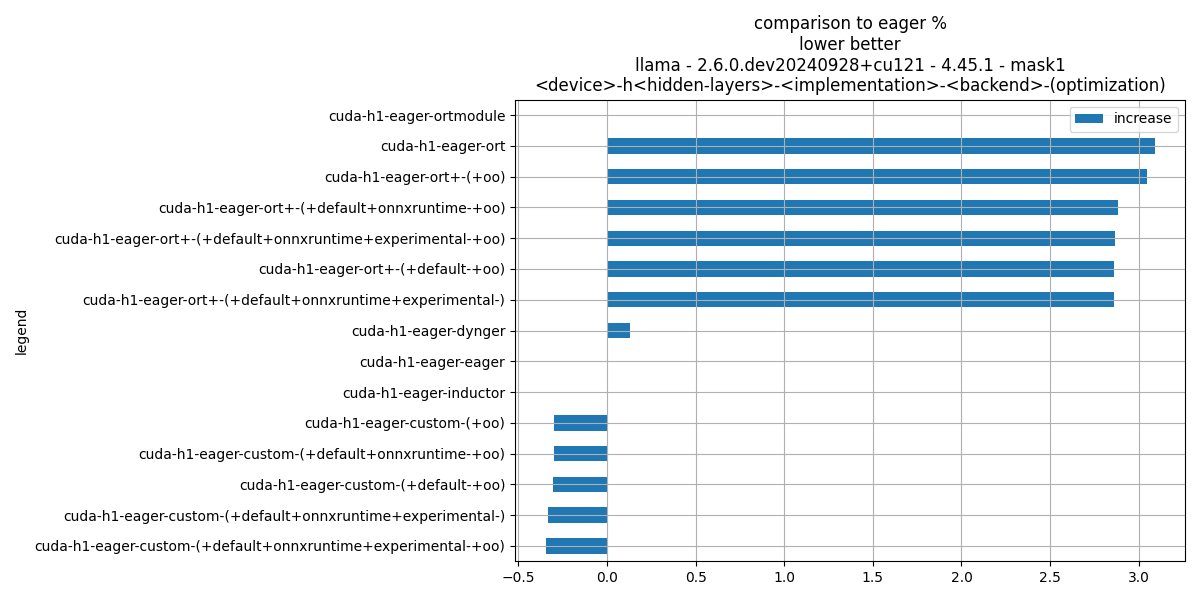 comparison to eager %
lower better
llama - 2.6.0.dev20240928+cu121 - 4.45.1 - mask1
<device>-h<hidden-layers>-<implementation>-<backend>-(optimization)
increase
legend
cuda-h1-eager-ortmodule
cuda-h1-eager-ort
cuda-h1-eager-ort+-(+oo)
cuda-h1-eager-ort+-(+default+onnxruntime-+oo)
cuda-h1-eager-ort+-(+default+onnxruntime+experimental-+oo)
cuda-h1-eager-ort+-(+default-+oo)
cuda-h1-eager-ort+-(+default+onnxruntime+experimental-)
cuda-h1-eager-dynger
cuda-h1-eager-eager
cuda-h1-eager-inductor
cuda-h1-eager-custom-(+oo)
cuda-h1-eager-custom-(+default+onnxruntime-+oo)
cuda-h1-eager-custom-(+default-+oo)
cuda-h1-eager-custom-(+default+onnxruntime+experimental-)
cuda-h1-eager-custom-(+default+onnxruntime+experimental-+oo)
−0.5 0.0 0.5 1.0 1.5 2.0 2.5 3.0